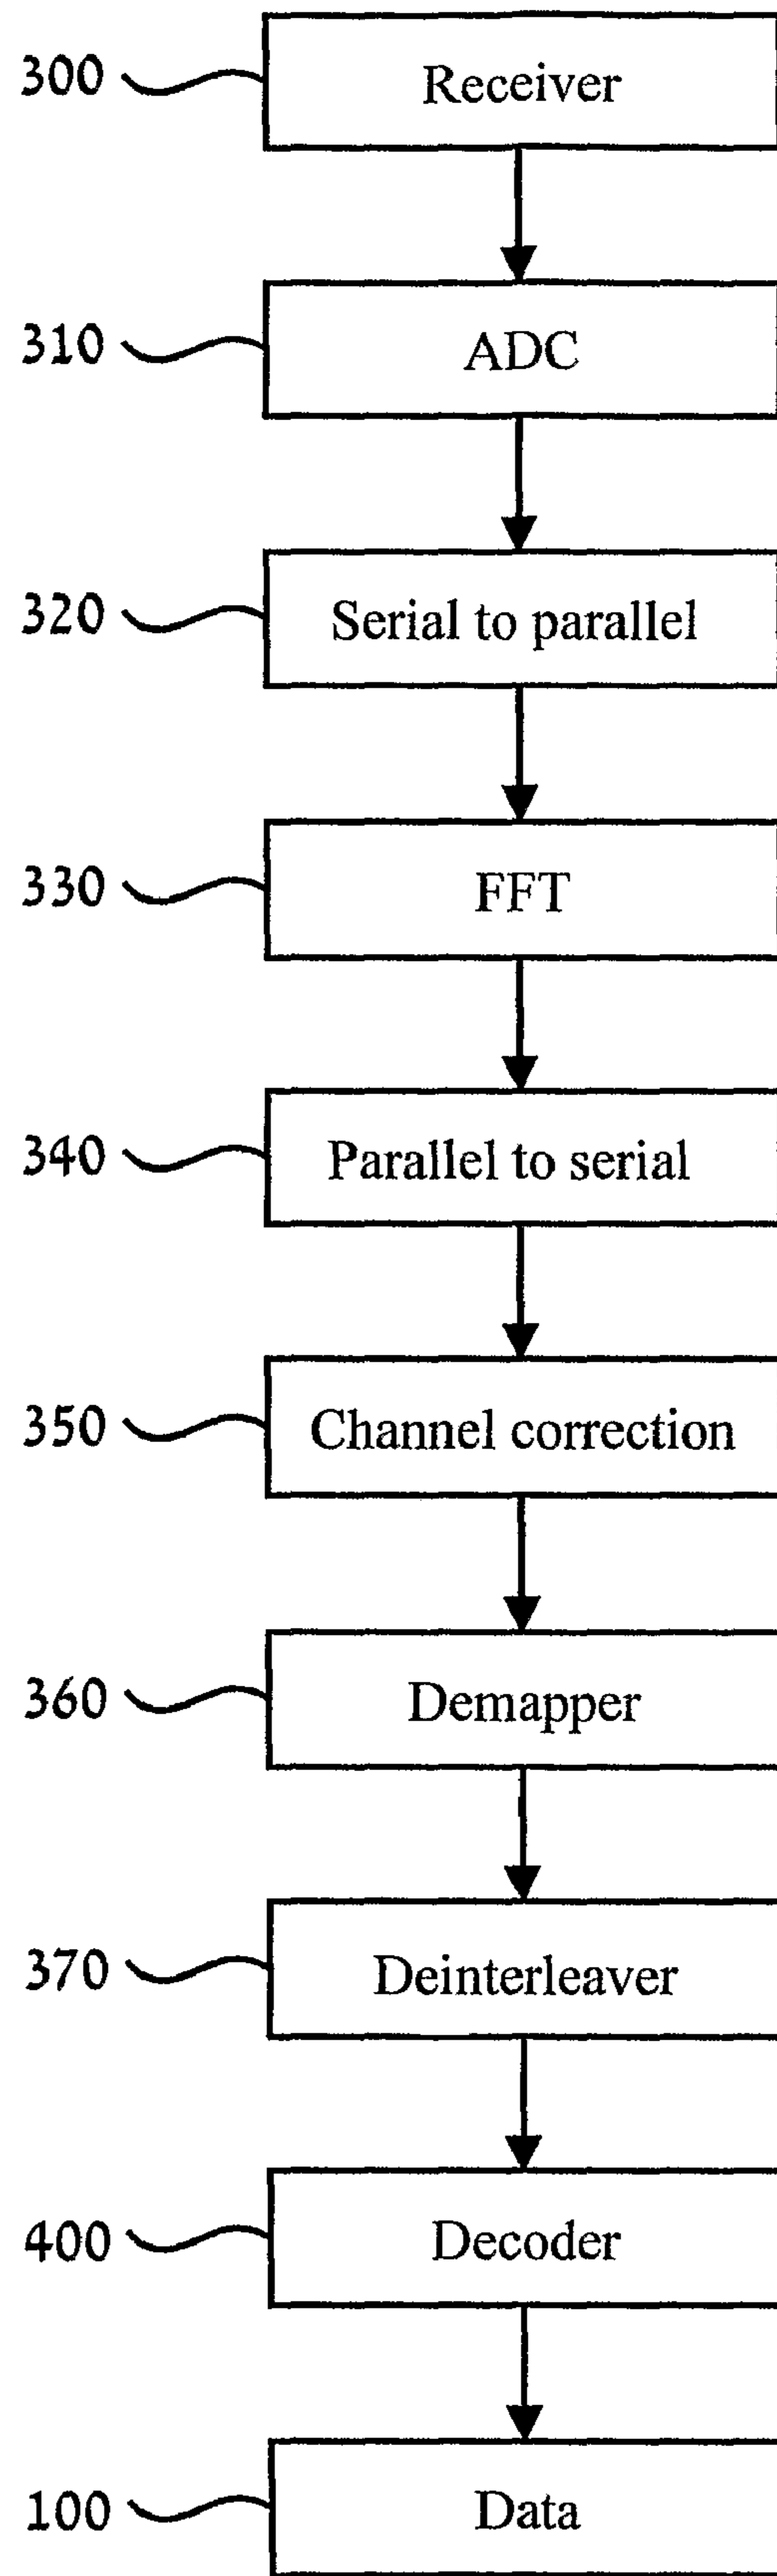 300 Receiver
310 ADC
320 Serial to parallel
330 FFT
340 Parallel to serial
350 Channel correction
360 Demapper
370 Deinterleaver
400 Decoder
100 Data